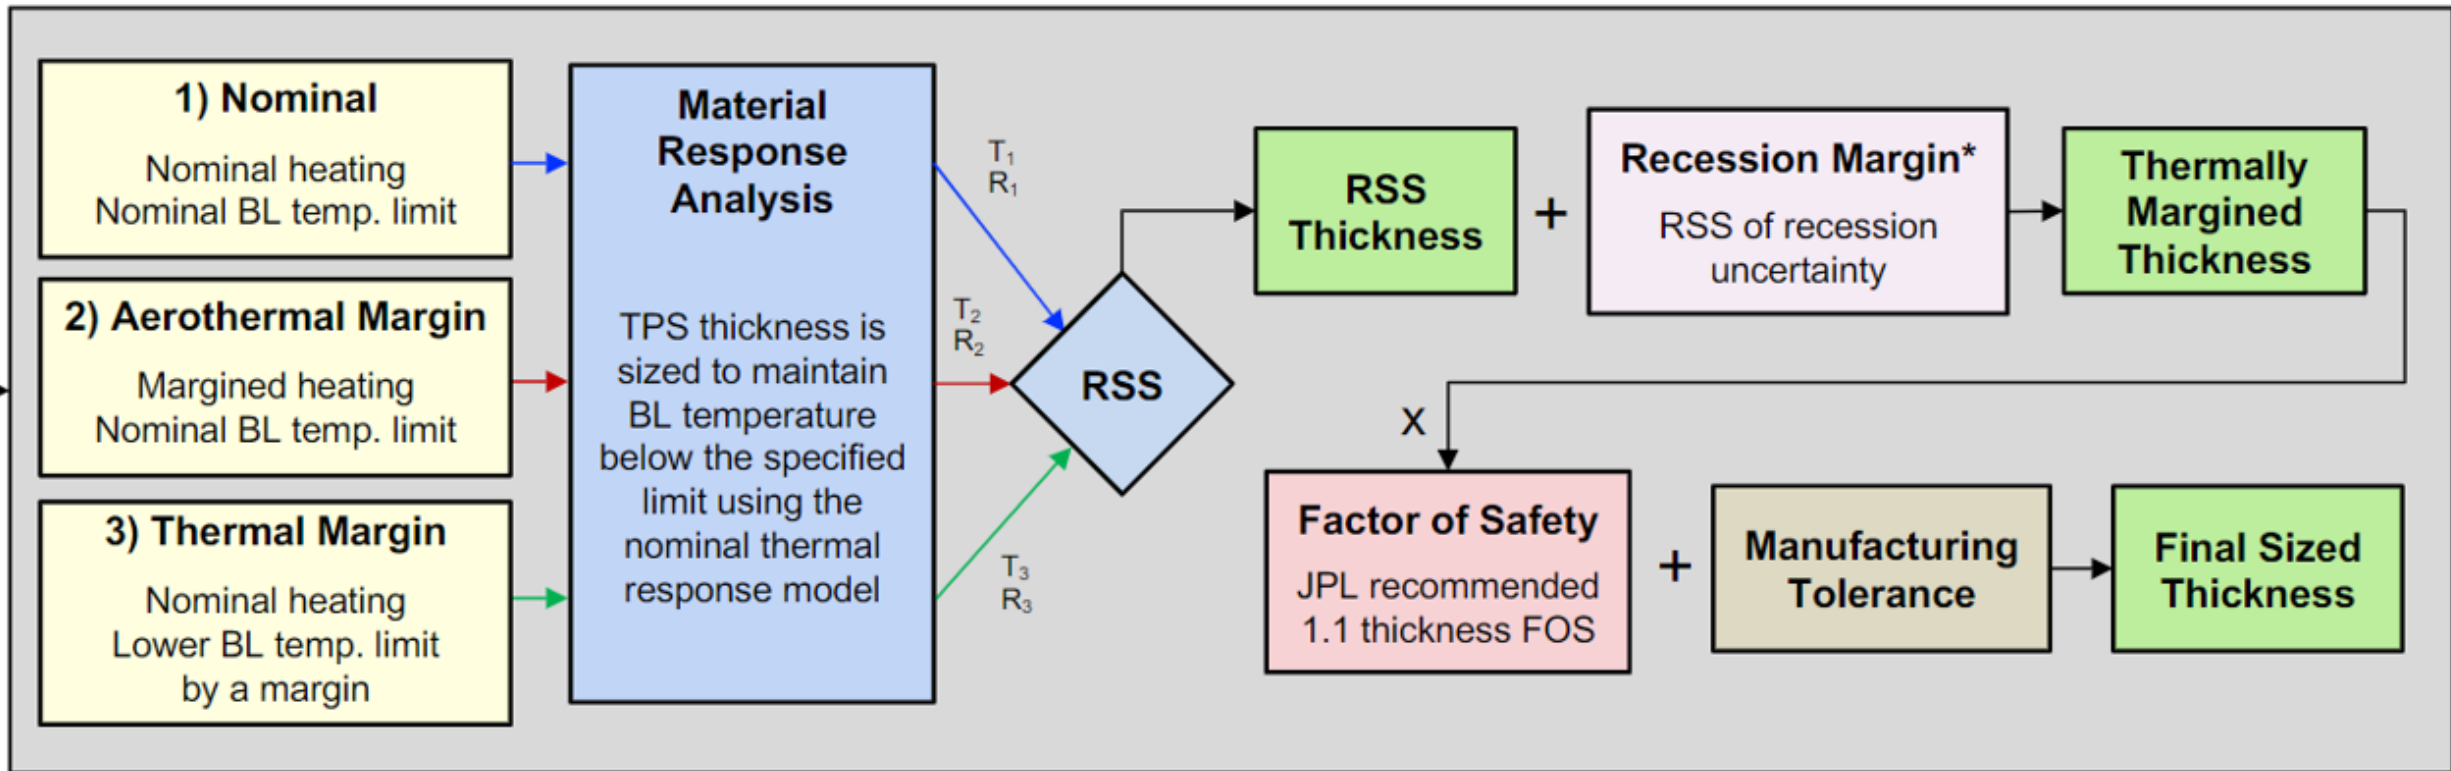 1) Nominal
Nominal heating
Nominal BL temp. limit
2) Aerothermal Margin
Margined heating
Nominal BL temp. limit
3) Thermal Margin
Nominal heating
Lower BL temp. limit
by a margin
Material
Response
Analysis
TPS thickness is
sized to maintain
BL temperature
below the specified
limit using the
nominal thermal
response model
T₁
R₁
T₂
R₂
T₃
R₃
RSS
RSS
Thickness
+
Recession Margin*
RSS of recession
uncertainty
Thermally
Margined
Thickness
x
Factor of Safety
JPL recommended
1.1 thickness FOS
+
Manufacturing
Tolerance
Final Sized
Thickness